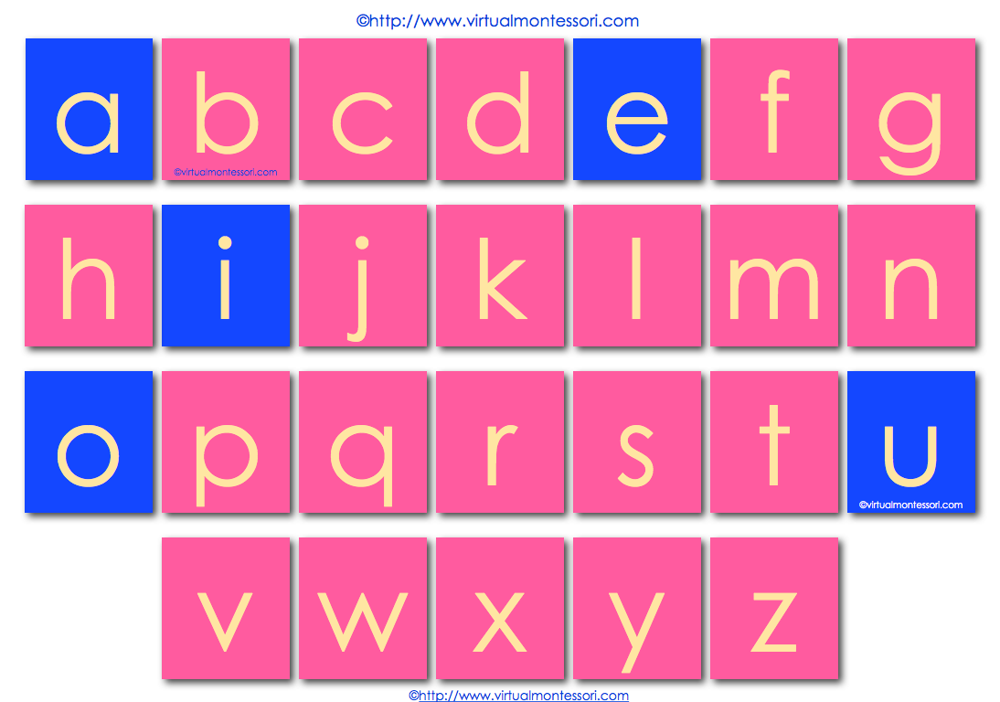 ©http://www.virtualmontessori.com
a b c d e f g
©virtualmontessori.com
h i j k l m n
o p q r s t u
©virtualmontessori.com
v w x y z
©http://www.virtualmontessori.com